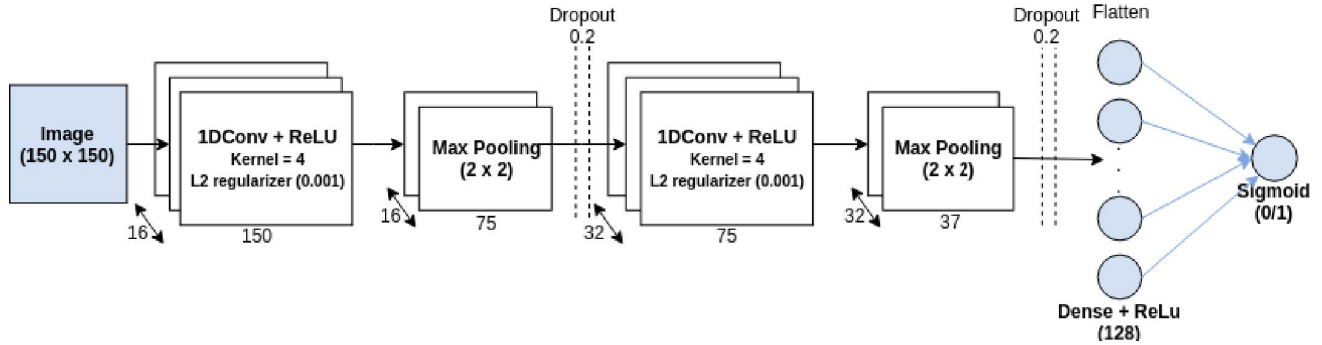 Image
(150 x 150)
16
1DConv + ReLU
Kernel = 4
L2 regularizer (0.001)
150
16
Max Pooling
(2 x 2)
75
Dropout
0.2
32
1DConv + ReLU
Kernel = 4
L2 regularizer (0.001)
75
32
Max Pooling
(2 x 2)
37
Dropout
0.2
Flatten
Dense + ReLu
(128)
Sigmoid
(0/1)